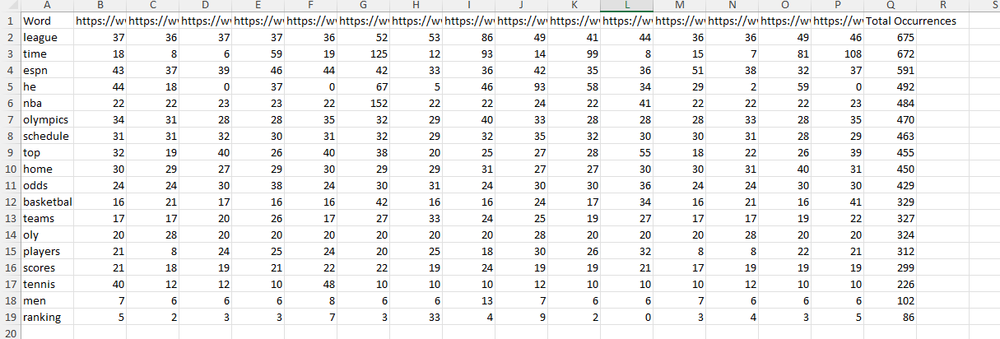 A B C D E F G H I J K L M N O P Q R S
1 Word https://w https://w https://w https://w https://w https://w https://w https://w https://w https://w https://w https://w https://w https://w https://w Total Occurrences
2 league 37 36 37 37 36 52 53 86 49 41 44 36 36 49 46 675
3 time 18 8 6 59 19 125 12 93 14 99 8 15 7 81 108 672
4 espn 43 37 39 46 44 42 33 36 42 35 36 51 38 32 37 591
5 he 44 18 0 37 0 67 5 46 93 58 34 29 2 59 0 492
6 nba 22 22 23 23 22 152 22 22 24 22 41 22 22 22 23 484
7 olympics 34 31 28 28 35 32 29 40 33 28 28 28 33 28 35 470
8 schedule 31 31 32 30 31 32 29 32 35 32 30 30 31 28 29 463
9 top 32 19 40 26 40 38 20 25 27 28 55 18 22 26 39 455
10 home 30 29 27 29 30 29 29 31 27 27 30 30 31 40 31 450
11 odds 24 24 30 38 24 30 31 24 30 30 36 24 24 30 30 429
12 basketbal 16 21 17 16 16 42 16 16 24 17 34 16 21 16 41 329
13 teams 17 17 20 26 17 27 33 24 25 19 27 17 17 19 22 327
14 oly 20 28 20 20 20 20 20 20 20 28 20 20 28 20 20 324
15 players 21 8 24 25 24 20 25 18 30 26 32 8 8 22 21 312
16 scores 21 18 19 21 22 22 19 24 19 19 21 17 19 19 19 299
17 tennis 40 12 12 10 48 10 10 10 12 10 10 10 12 10 10 226
18 men 7 6 6 6 8 6 6 13 7 6 6 7 6 6 6 102
19 ranking 5 2 3 3 7 3 33 4 9 2 0 3 4 3 5 86
20